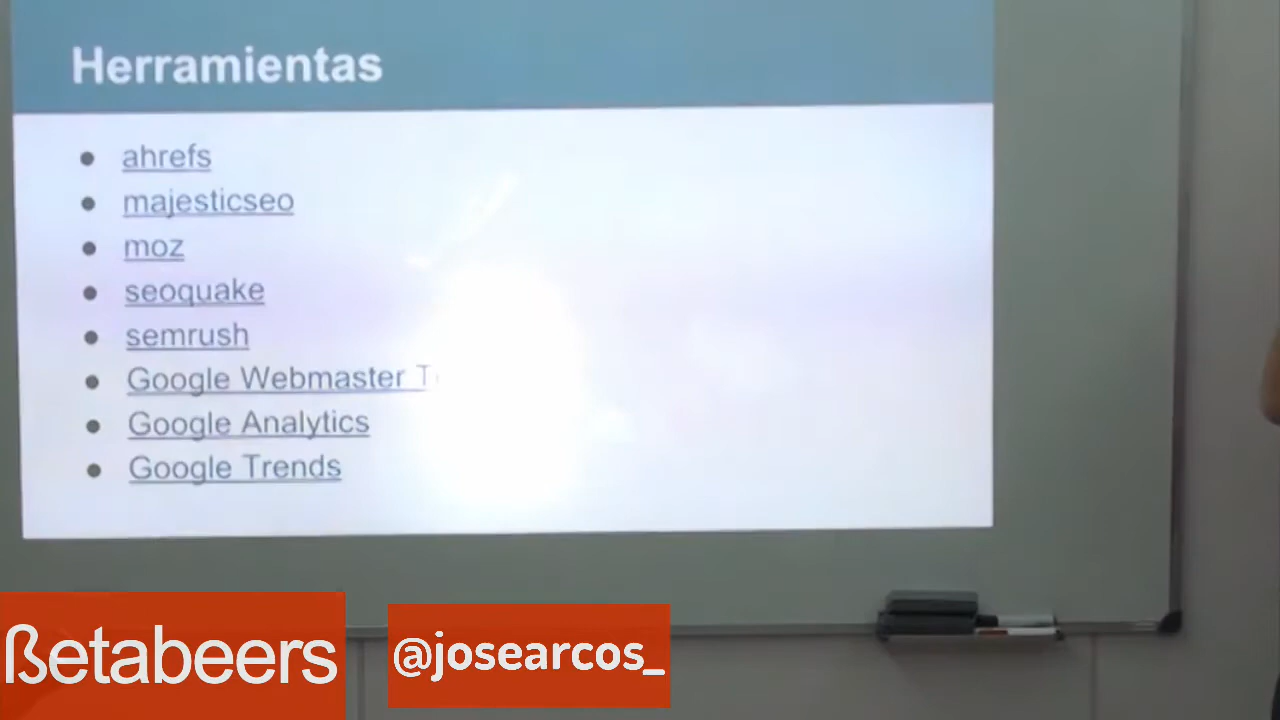 Herramientas
● ahrefs
● majesticseo
● moz
● seoquake
● semrush
● Google Webmaster
● Google Analytics
● Google Trends
ßetabeers
@josearcos_